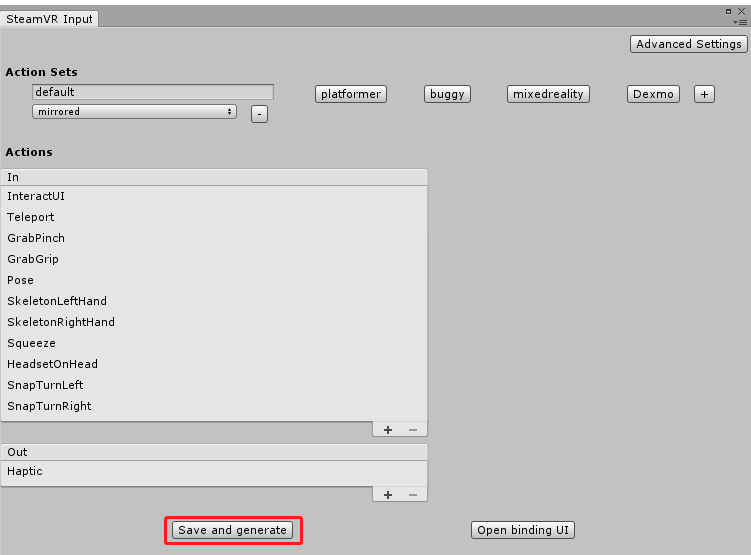 SteamVR Input
Advanced Settings
Action Sets
default platformer buggy mixedreality Dexmo +
mirrored -
Actions
In
InteractUI
Teleport
GrabPinch
GrabGrip
Pose
SkeletonLeftHand
SkeletonRightHand
Squeeze
HeadsetOnHead
SnapTurnLeft
SnapTurnRight
+ −
Out
Haptic
+ −
Save and generate Open binding UI